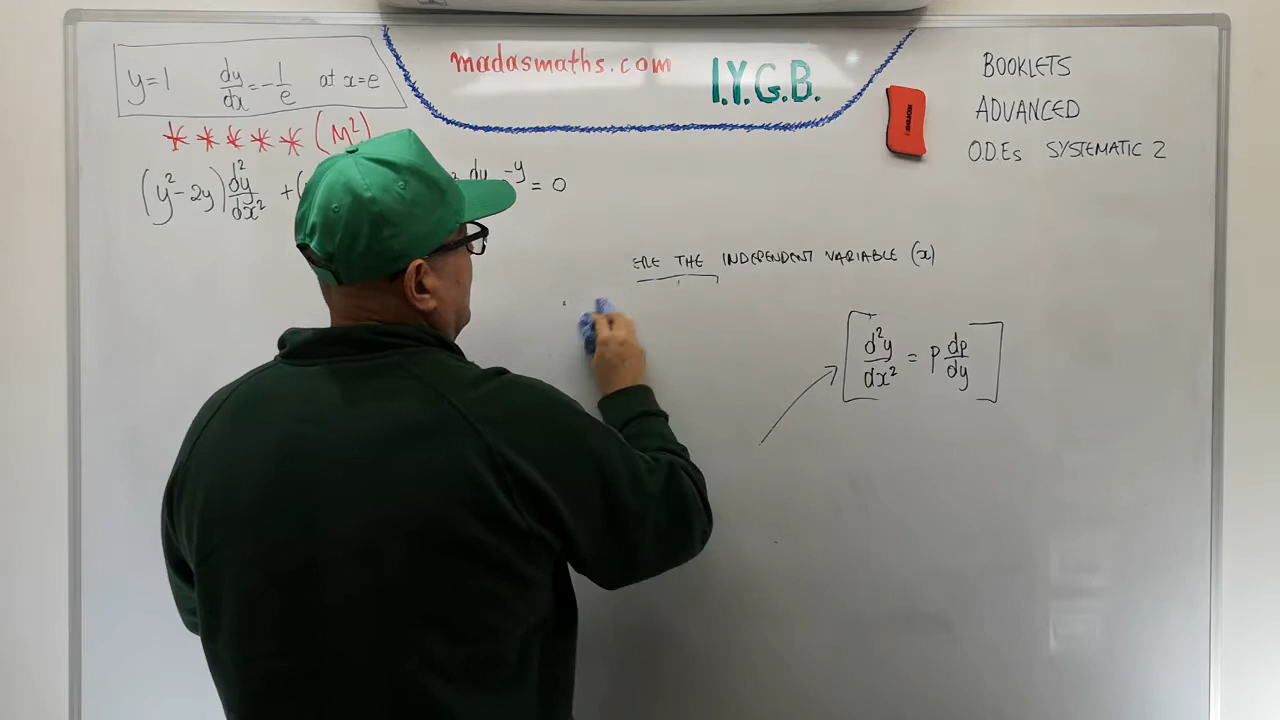 y=1 dy/dx = -1/e at x=e
madasmaths.com
I.Y.G.B.
BOOKLETS
ADVANCED
O.D.Es SYSTEMATIC 2
***** (M²)
(y² - 2y) d²y/dx² + ( dy -y = 0
THE INDEPENDENT VARIABLE (x)
d²y/dx² = p dp/dy